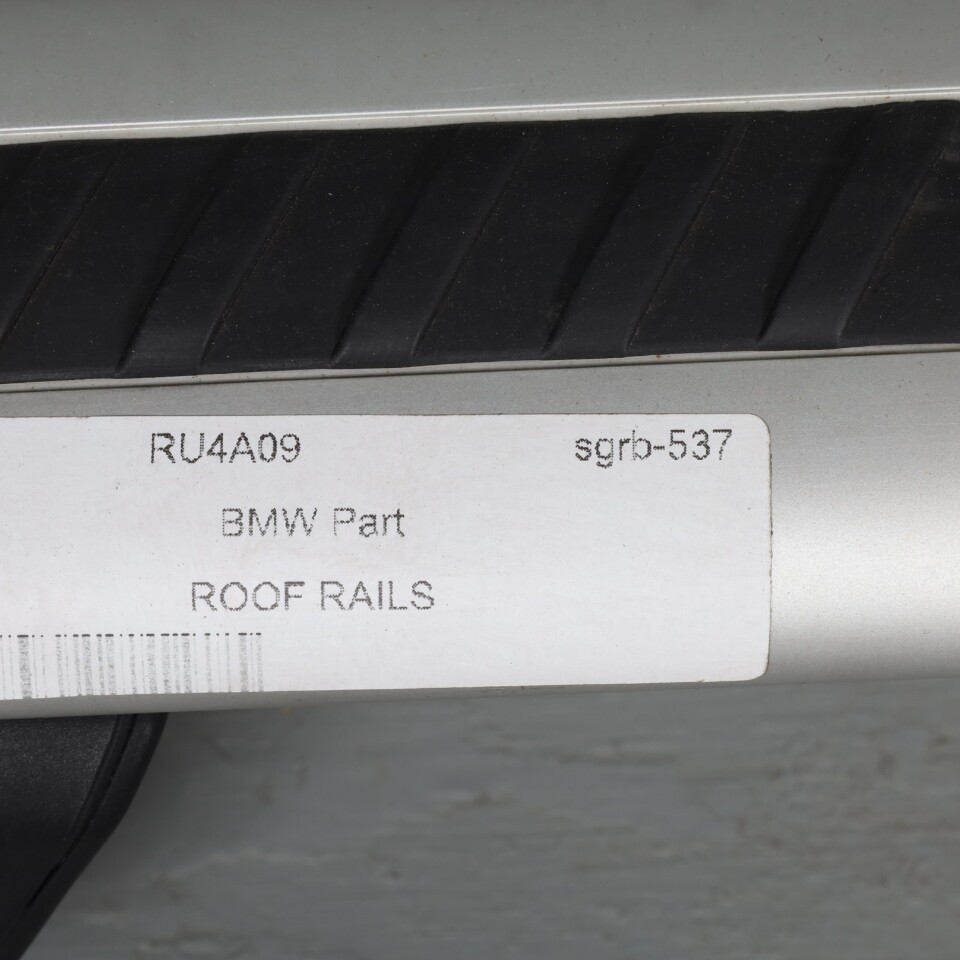 RU4A09 sgrb-537
BMW Part
ROOF RAILS